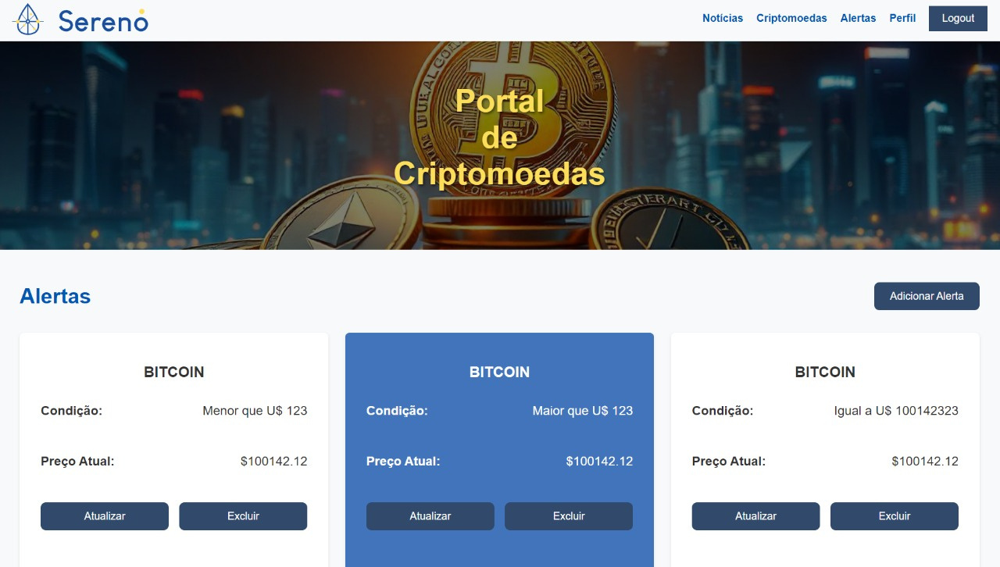 Sereno
Notícias Criptomoedas Alertas Perfil Logout
Portal
de
Criptomoedas
Alertas
Adicionar Alerta
BITCOIN
Condição: Menor que U$ 123
Preço Atual: $100142.12
Atualizar Excluir
BITCOIN
Condição: Maior que U$ 123
Preço Atual: $100142.12
Atualizar Excluir
BITCOIN
Condição: Igual a U$ 100142323
Preço Atual: $100142.12
Atualizar Excluir